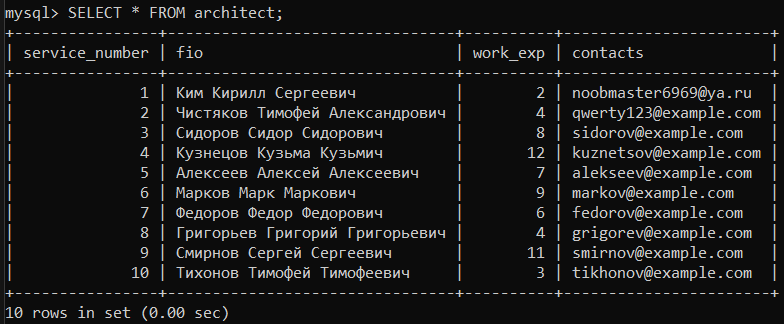 mysql> SELECT * FROM architect;
+----------------+-------------------------------+----------+-----------------------+
| service_number | fio                           | work_exp | contacts              |
+----------------+-------------------------------+----------+-----------------------+
|              1 | Ким Кирилл Сергеевич          |        2 | noobmaster6969@ya.ru  |
|              2 | Чистяков Тимофей Александрович |        4 | qwerty123@example.com |
|              3 | Сидоров Сидор Сидорович       |        8 | sidorov@example.com   |
|              4 | Кузнецов Кузьма Кузьмич       |       12 | kuznetsov@example.com |
|              5 | Алексеев Алексей Алексеевич   |        7 | alekseev@example.com  |
|              6 | Марков Марк Маркович          |        9 | markov@example.com    |
|              7 | Федоров Федор Федорович       |        6 | fedorov@example.com   |
|              8 | Григорьев Григорий Григорьевич |        4 | grigorev@example.com  |
|              9 | Смирнов Сергей Сергеевич      |       11 | smirnov@example.com   |
|             10 | Тихонов Тимофей Тимофеевич    |        3 | tikhonov@example.com  |
+----------------+-------------------------------+----------+-----------------------+
10 rows in set (0.00 sec)